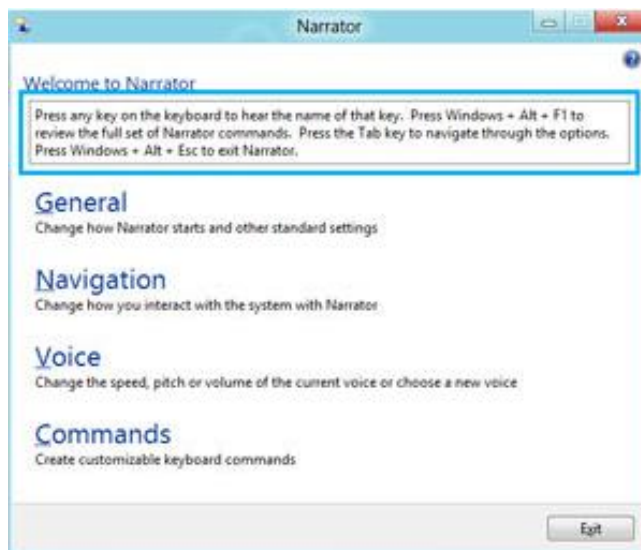 Narrator
Welcome to Narrator
Press any key on the keyboard to hear the name of that key. Press Windows + Alt + F1 to
review the full set of Narrator commands. Press the Tab key to navigate through the options.
Press Windows + Alt + Esc to exit Narrator.
General
Change how Narrator starts and other standard settings
Navigation
Change how you interact with the system with Narrator
Voice
Change the speed, pitch or volume of the current voice or choose a new voice
Commands
Create customizable keyboard commands
Exit